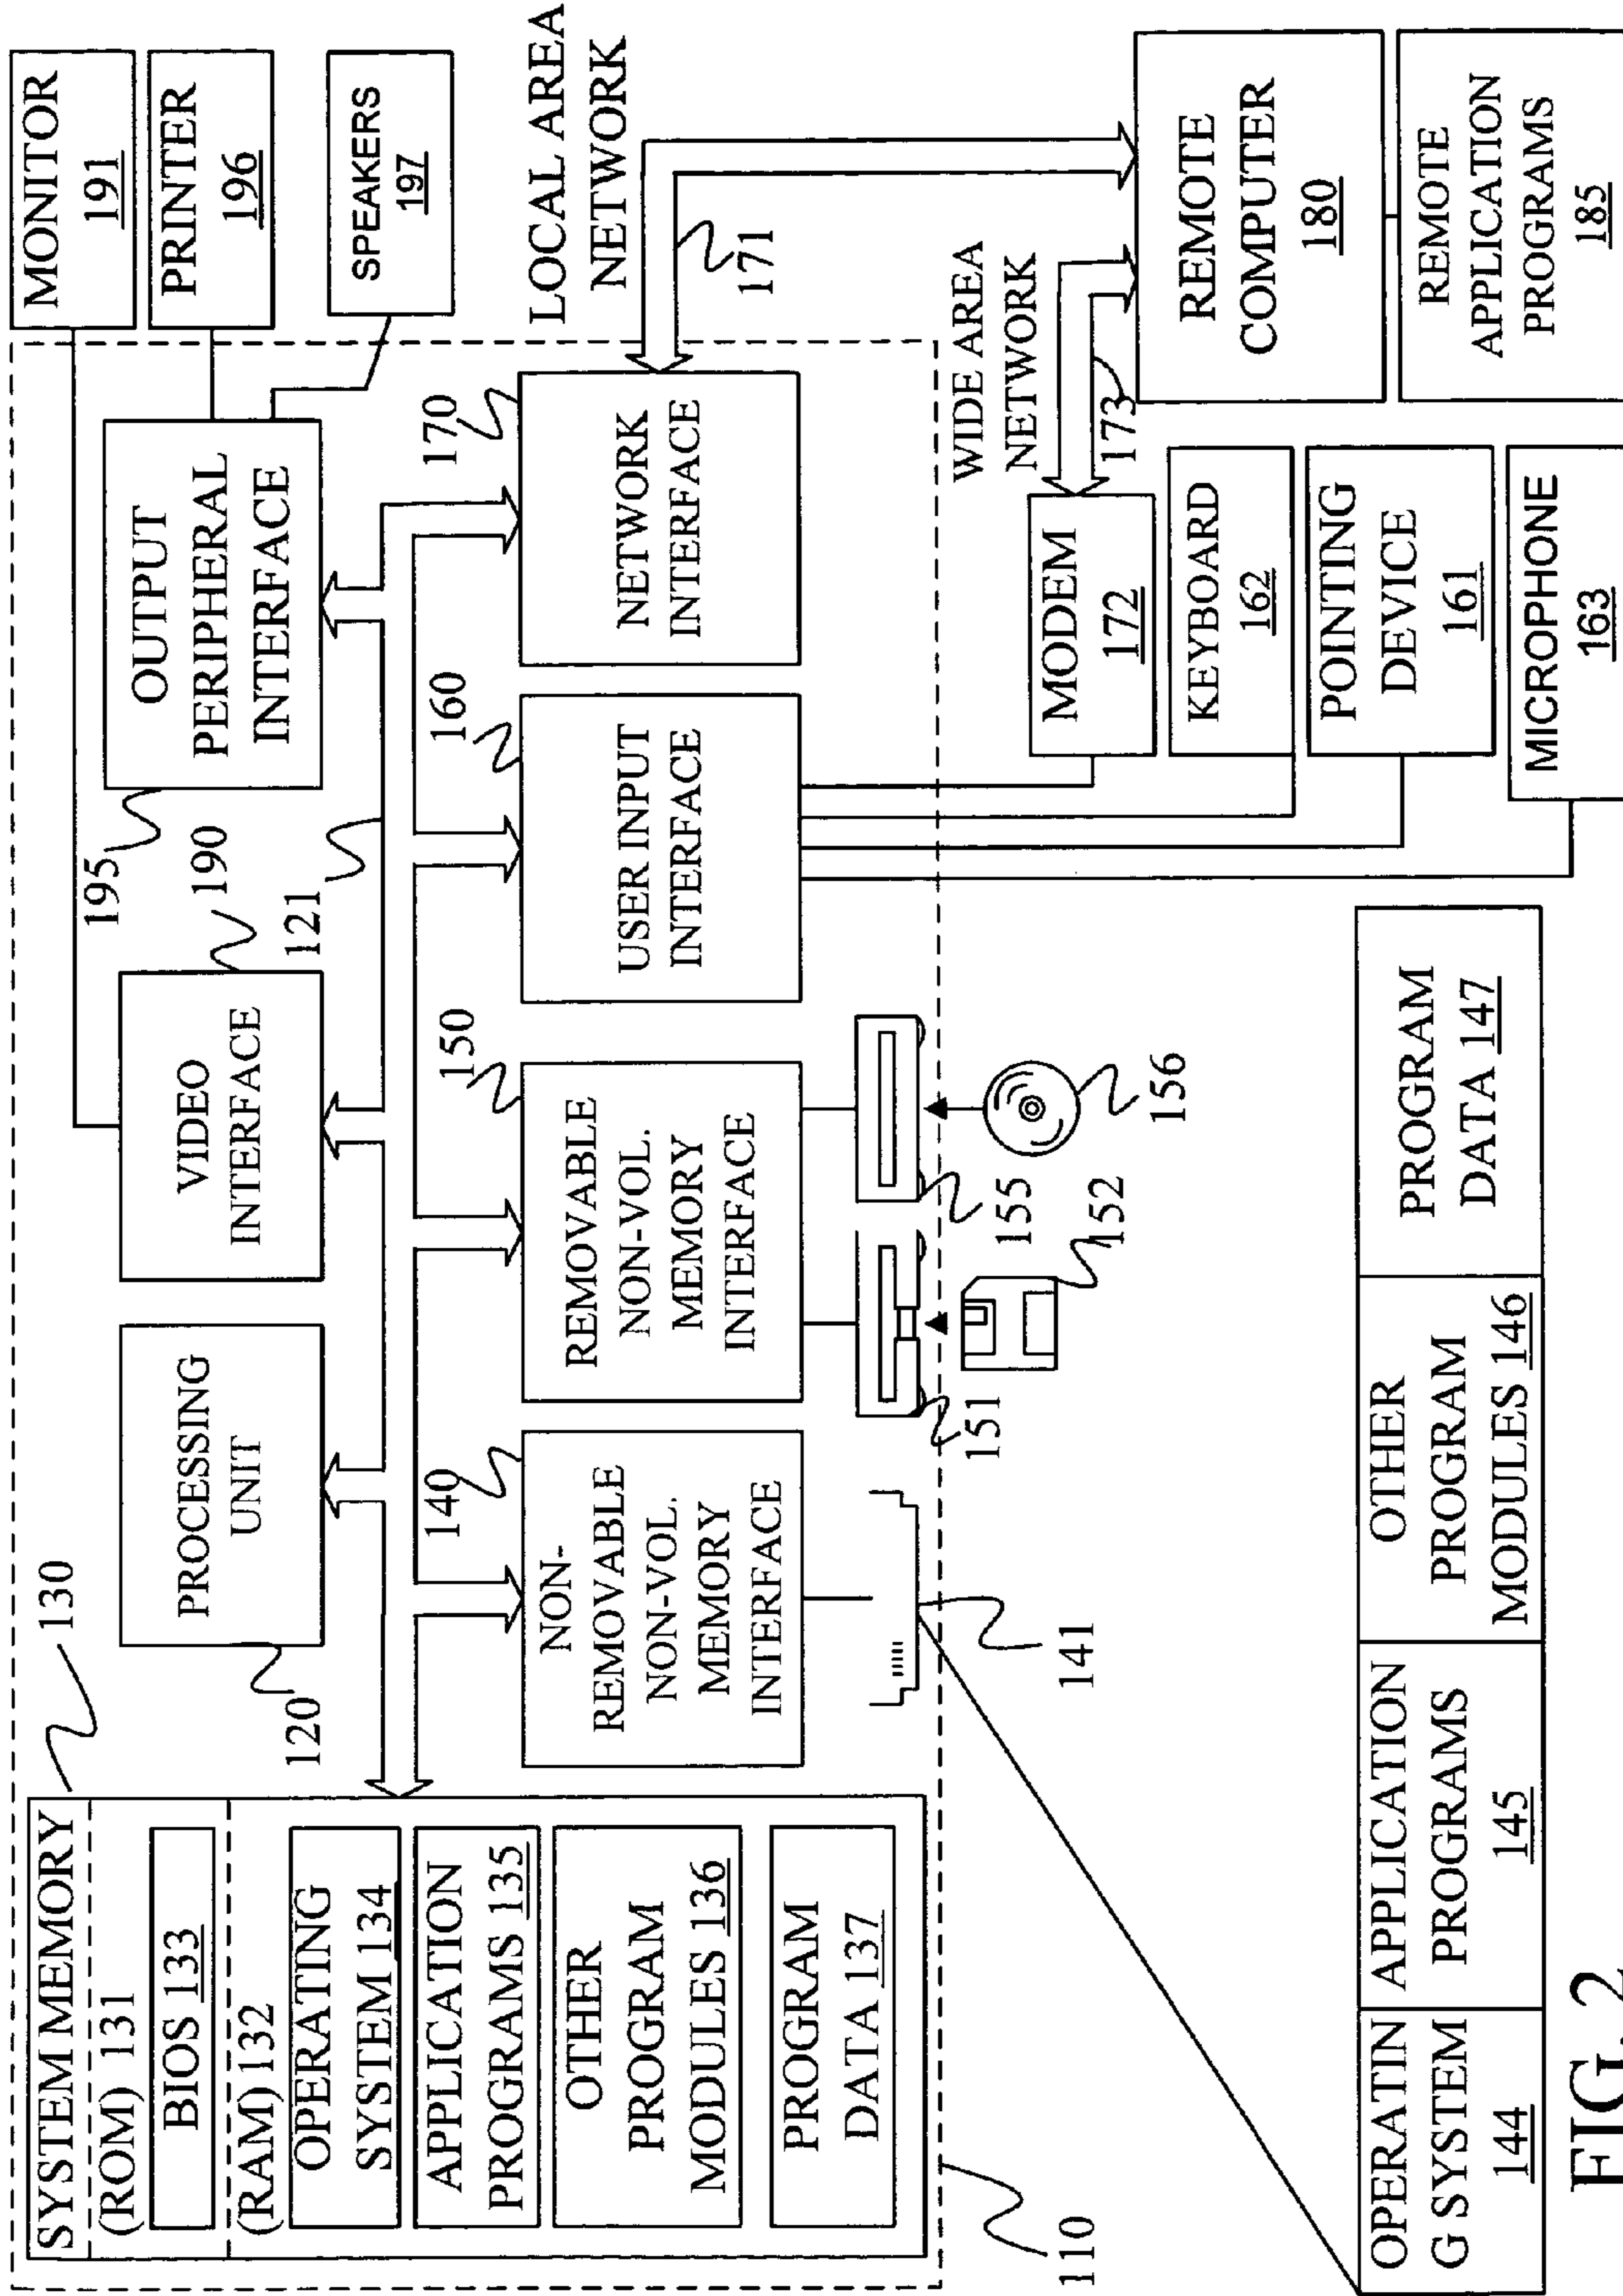 SYSTEM MEMORY
(ROM) 131
BIOS 133
(RAM) 132
OPERATING
SYSTEM 134
APPLICATION
PROGRAMS 135
OTHER
PROGRAM
MODULES 136
PROGRAM
DATA 137
130
120
PROCESSING
UNIT
VIDEO
INTERFACE
190
195
121
OUTPUT
PERIPHERAL
INTERFACE
MONITOR
191
PRINTER
196
SPEAKERS
197
140
NON-
REMOVABLE
NON-VOL.
MEMORY
INTERFACE
150
REMOVABLE
NON-VOL.
MEMORY
INTERFACE
160
USER INPUT
INTERFACE
170
NETWORK
INTERFACE
LOCAL AREA
NETWORK
171
110
141
151
152
155
156
WIDE AREA
NETWORK
173
MODEM
172
KEYBOARD
162
POINTING
DEVICE
161
MICROPHONE
163
REMOTE
COMPUTER
180
REMOTE
APPLICATION
PROGRAMS
185
OPERATIN
G SYSTEM
144
APPLICATION
PROGRAMS
145
OTHER
PROGRAM
MODULES 146
PROGRAM
DATA 147
FIG. 2